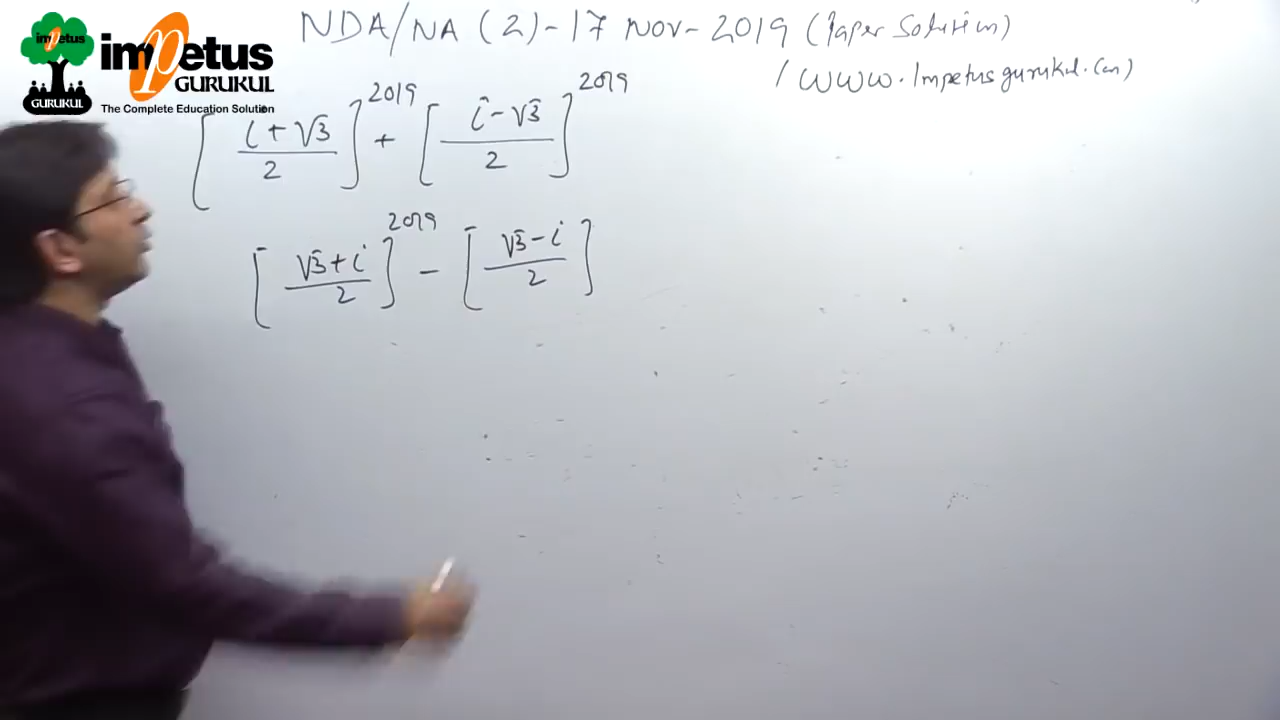 impetus
GURUKUL
impetus
GURUKUL
The Complete Education Solution
NDA/NA (2)-17 Nov-2019 (Paper Solution)
/ www.Impetusgurukul.com)
[(i+√3)/2]^2019 + [(i-√3)/2]^2019
[(√3+i)/2]^2019 - [(√3-i)/2]